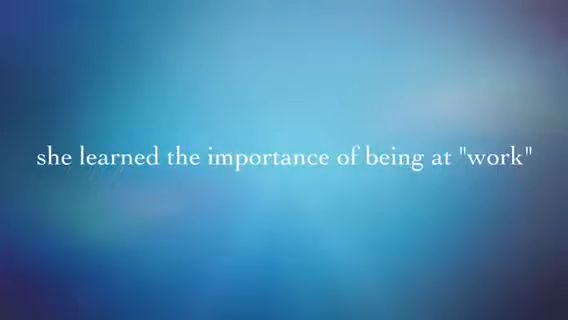 she learned the importance of being at "work"